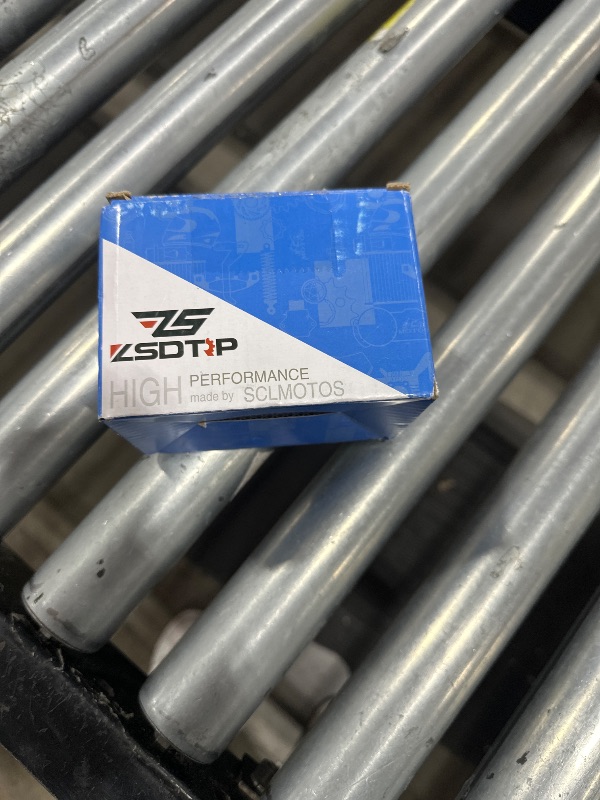 ZS
ZSDTRP
HIGH PERFORMANCE
made by SCLMOTOS